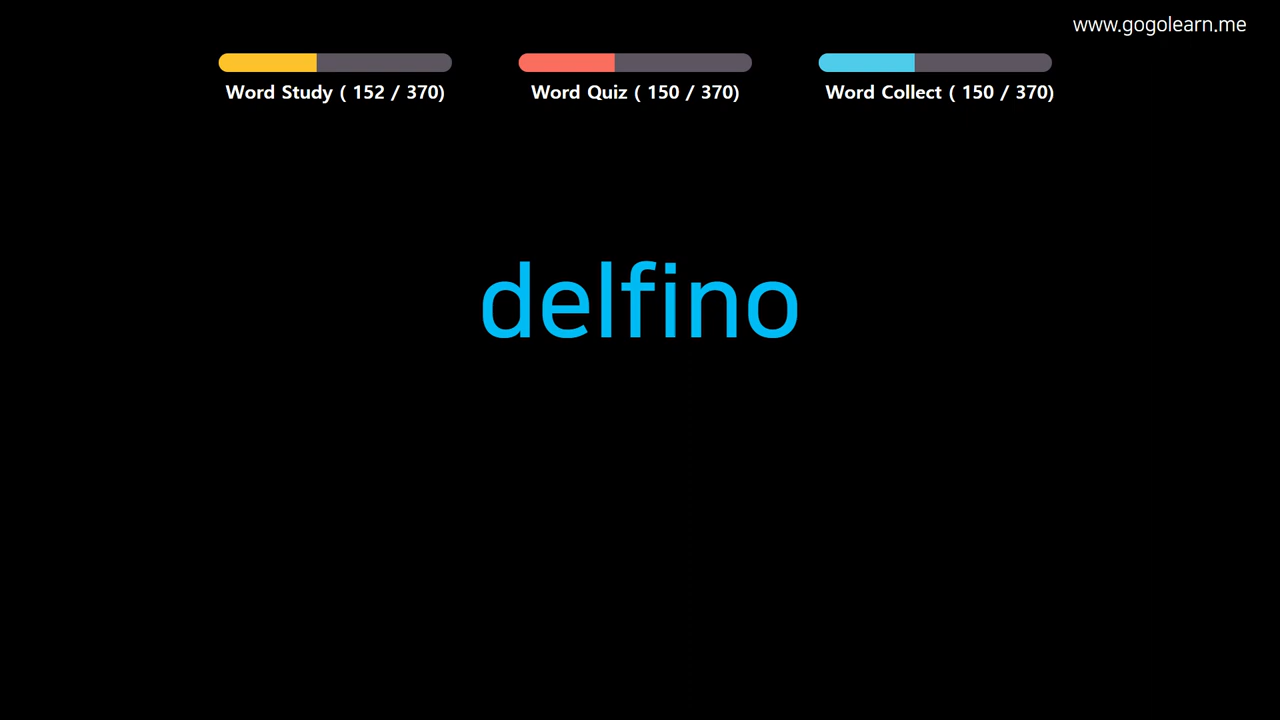 www.gogolearn.me
Word Study ( 152 / 370)
Word Quiz ( 150 / 370)
Word Collect ( 150 / 370)
delfino